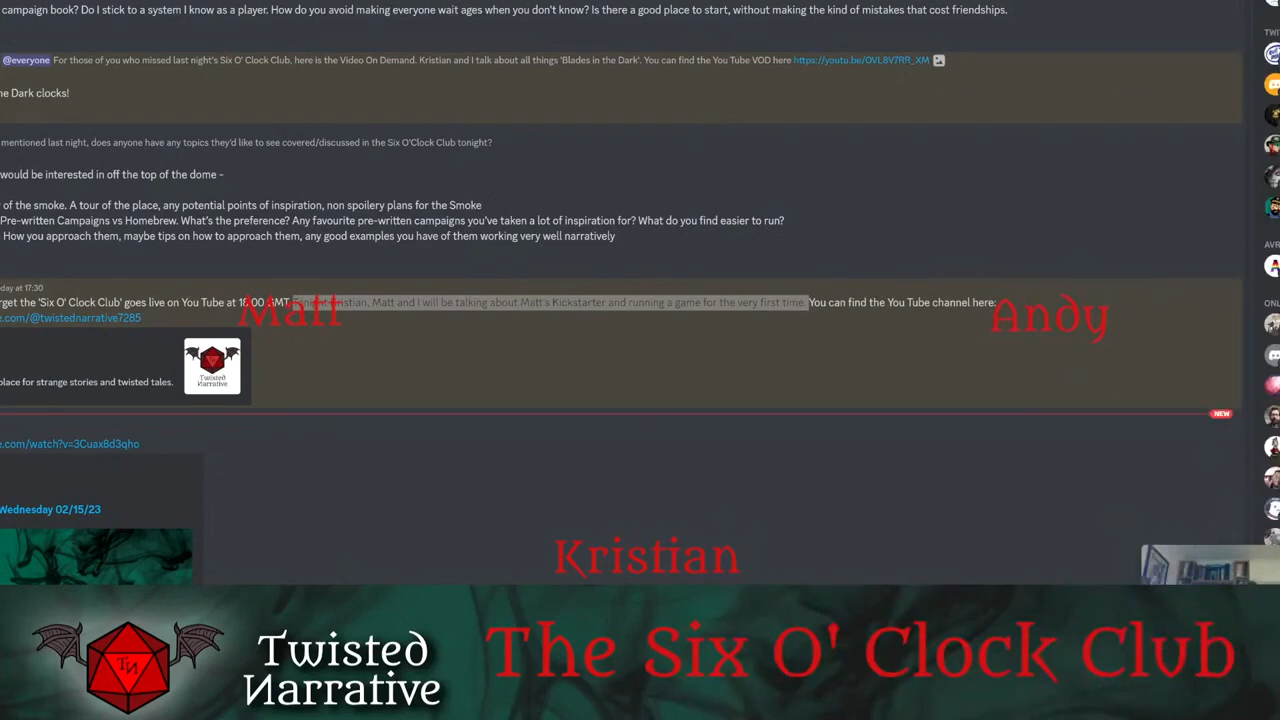 campaign book? Do I stick to a system I know as a player. How do you avoid making everyone wait ages when you don't know? Is there a good place to start, without making the kind of mistakes that cost friendships.
@everyone For those of you who missed last night's Six O' Clock Club, here is the Video On Demand. Kristian and I talk about all things 'Blades in the Dark'. You can find the You Tube VOD here https://youtu.be/OVL8V7RR_XM
ne Dark clocks!
mentioned last night, does anyone have any topics they'd like to see covered/discussed in the Six O'Clock Club tonight?
would be interested in off the top of the dome -
of the smoke. A tour of the place, any potential points of inspiration, non spoilery plans for the Smoke
Pre-written Campaigns vs Homebrew. What's the preference? Any favourite pre-written campaigns you've taken a lot of inspiration for? What do you find easier to run?
How you approach them, maybe tips on how to approach them, any good examples you have of them working very well narratively
day at 17:30
rget the 'Six O' Clock Club' goes live on You Tube at 18:00 GMT. Tonight Kristian, Matt and I will be talking about Matt's Kickstarter and running a game for the very first time. You can find the You Tube channel here:
e.com/@twistednarrative7285
Matt
Andy
place for strange stories and twisted tales.
Twisted
Narrative
NEW
e.com/watch?v=3Cuax8d3qho
Wednesday 02/15/23
Kristian
TN
Twisted
Narrative
The Six O' Clock Club
TWI
AVR
ONL